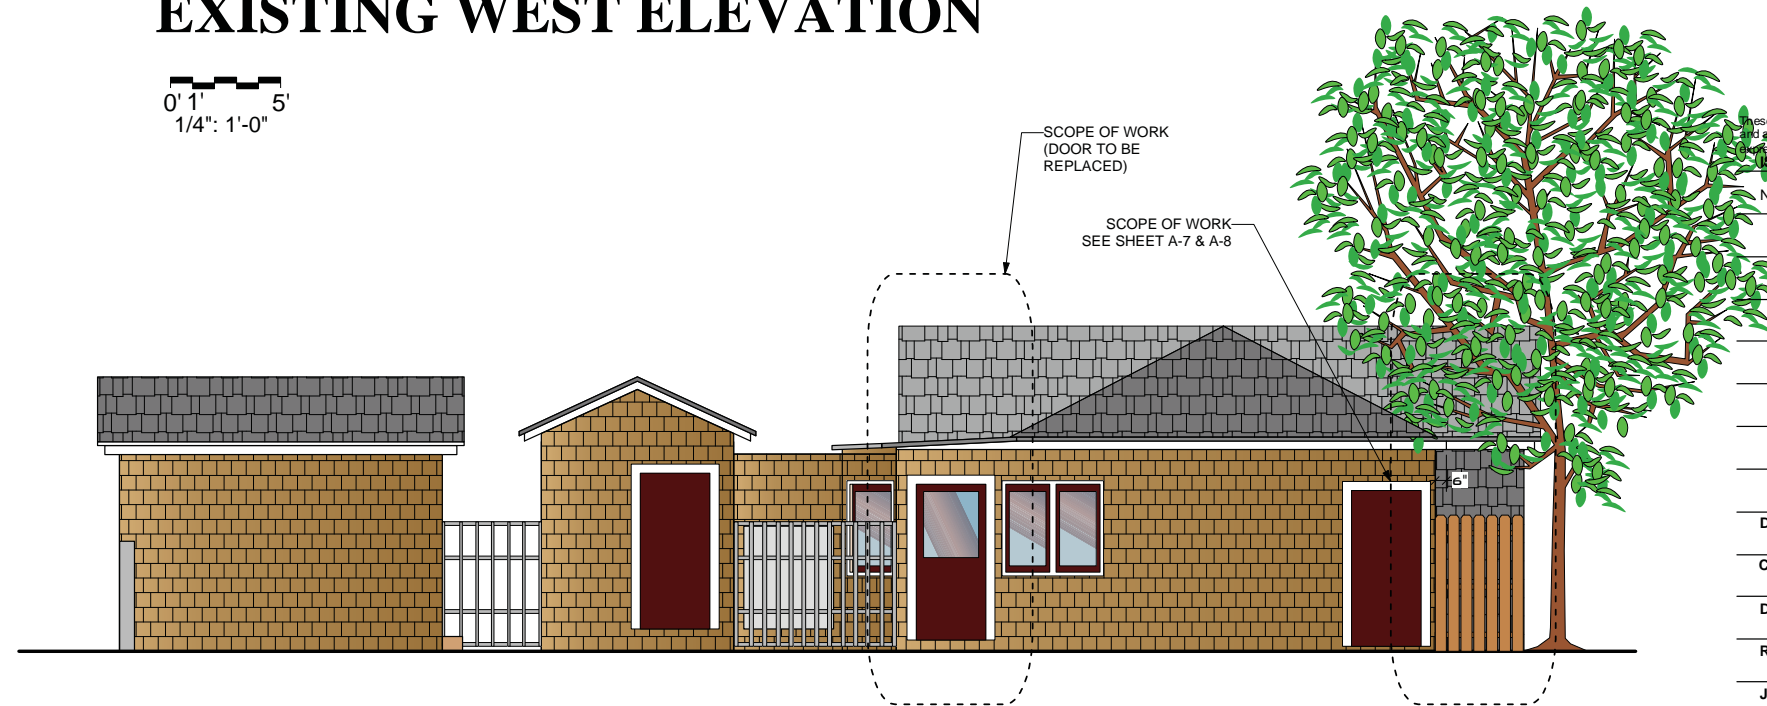 EXISTING WEST ELEVATION
0' 1' 5'
1/4": 1'-0"
SCOPE OF WORK
(DOOR TO BE
REPLACED)
SCOPE OF WORK
SEE SHEET A-7 & A-8
6"
and a
N
D
C
D
R
J